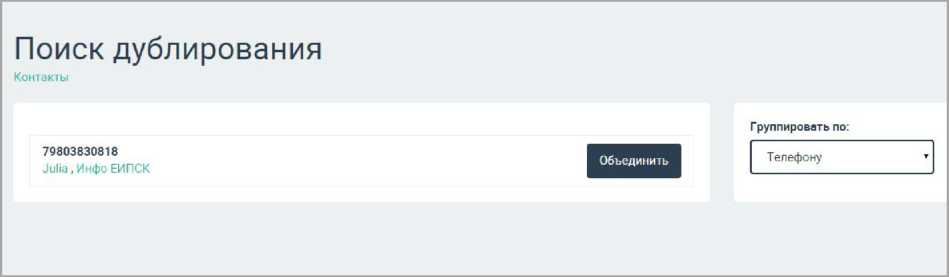 Поиск дублирования
Контакты
79803830818
Julia , Инфо ЕИПСК
Объединить
Группировать по:
Телефону